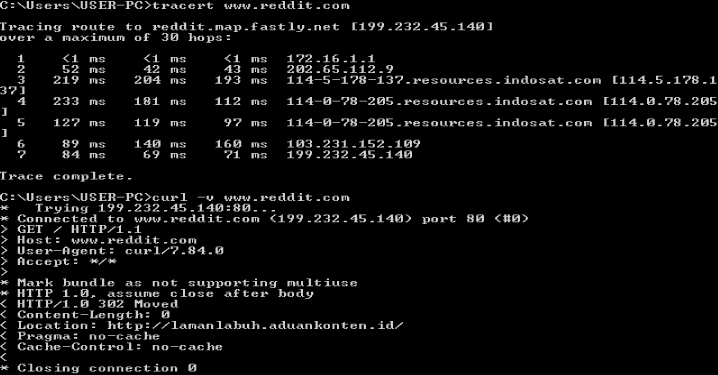 C:\Users\USER-PC>tracert www.reddit.com
Tracing route to reddit.map.fastly.net [199.232.45.140]
over a maximum of 30 hops:
1 <1 ms <1 ms <1 ms 172.16.1.1
2 52 ms 42 ms 43 ms 202.65.112.9
3 219 ms 204 ms 193 ms 114-5-178-137.resources.indosat.com [114.5.178.1
37]
4 233 ms 181 ms 112 ms 114-0-78-205.resources.indosat.com [114.0.78.205
]
5 127 ms 119 ms 97 ms 114-0-78-205.resources.indosat.com [114.0.78.205
]
6 89 ms 140 ms 160 ms 103.231.152.109
7 84 ms 69 ms 71 ms 199.232.45.140
Trace complete.
C:\Users\USER-PC>curl -v www.reddit.com
*   Trying 199.232.45.140:80...
* Connected to www.reddit.com (199.232.45.140) port 80 (#0)
> GET / HTTP/1.1
> Host: www.reddit.com
> User-Agent: curl/7.84.0
> Accept: */*
>
* Mark bundle as not supporting multiuse
* HTTP 1.0, assume close after body
< HTTP/1.0 302 Moved
< Content-Length: 0
< Location: http://lamanlabuh.aduankonten.id/
< Pragma: no-cache
< Cache-Control: no-cache
<
* Closing connection 0